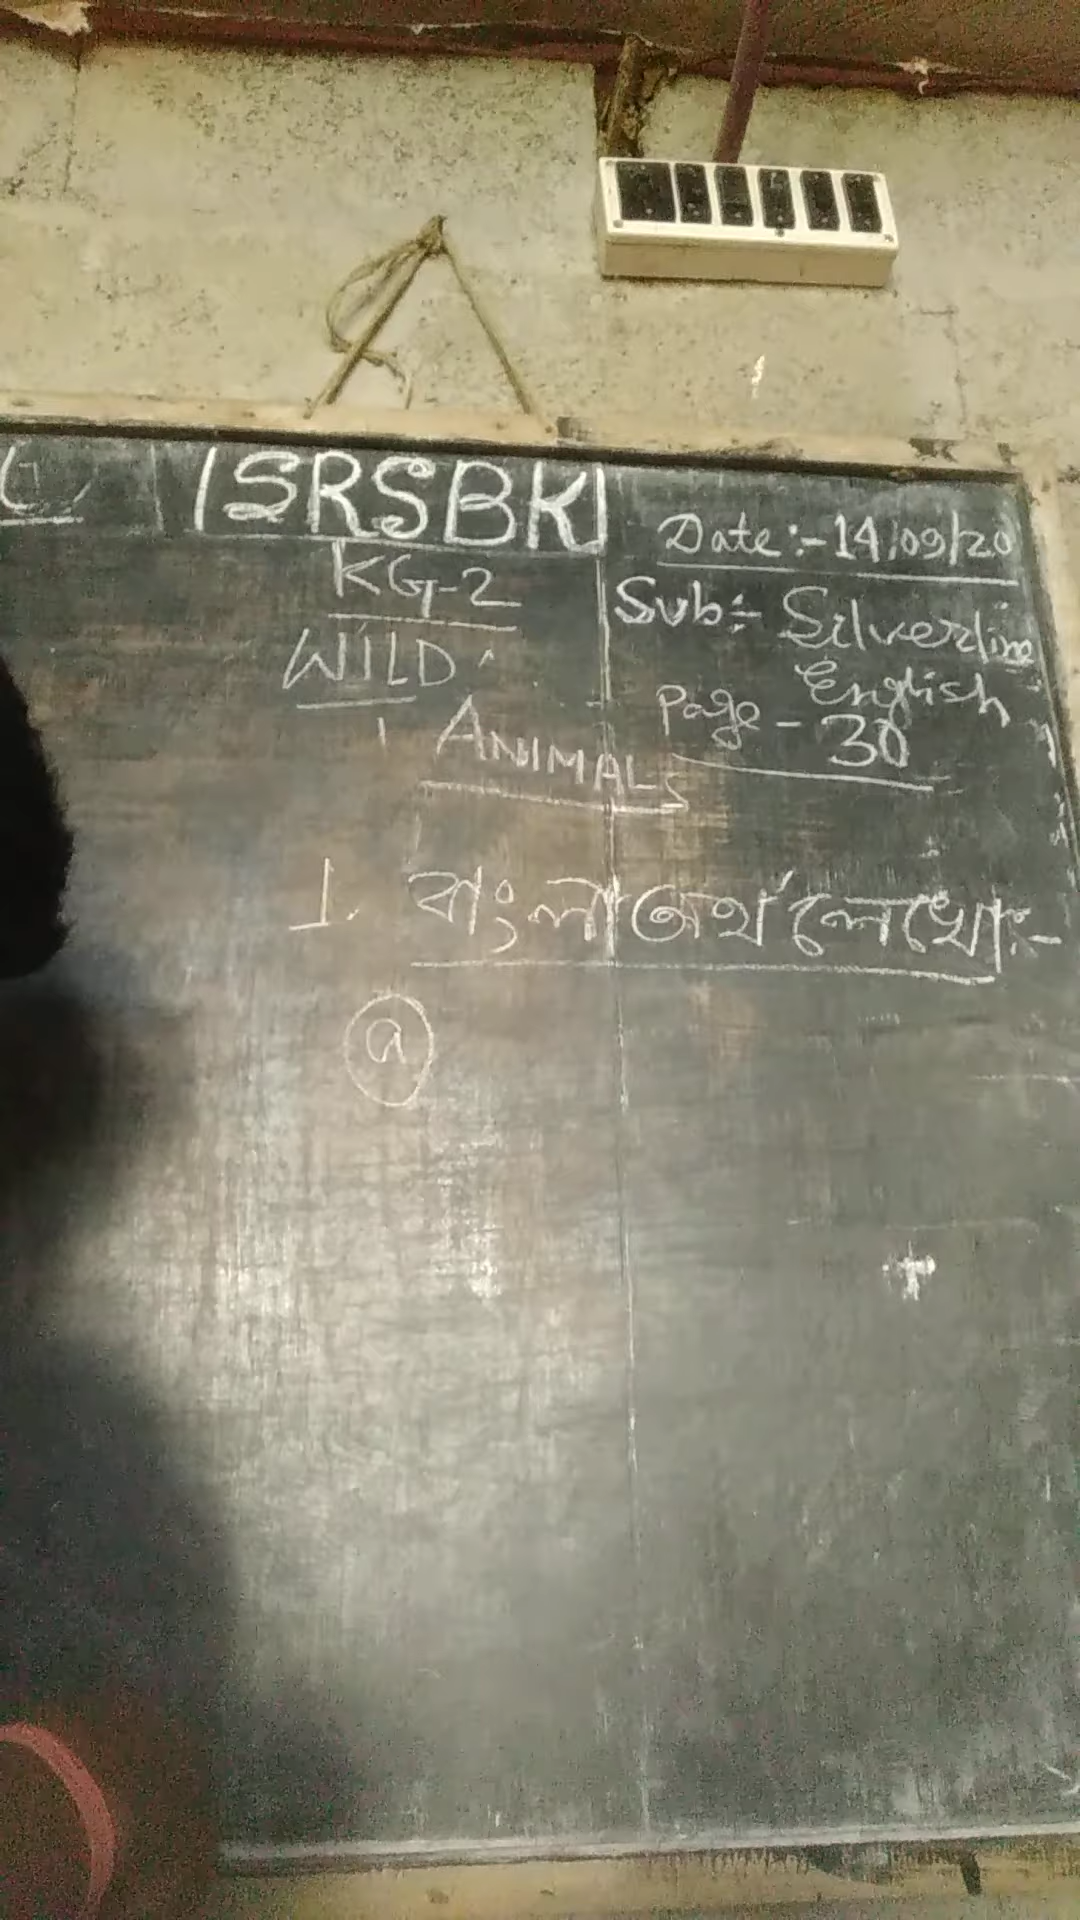 SRSBK
KG-2
WILD
ANIMALS
Date:-14/09/20
Sub:- Silverline
English
Page-30
1. বাংলা অর্থ লেখো:-
a